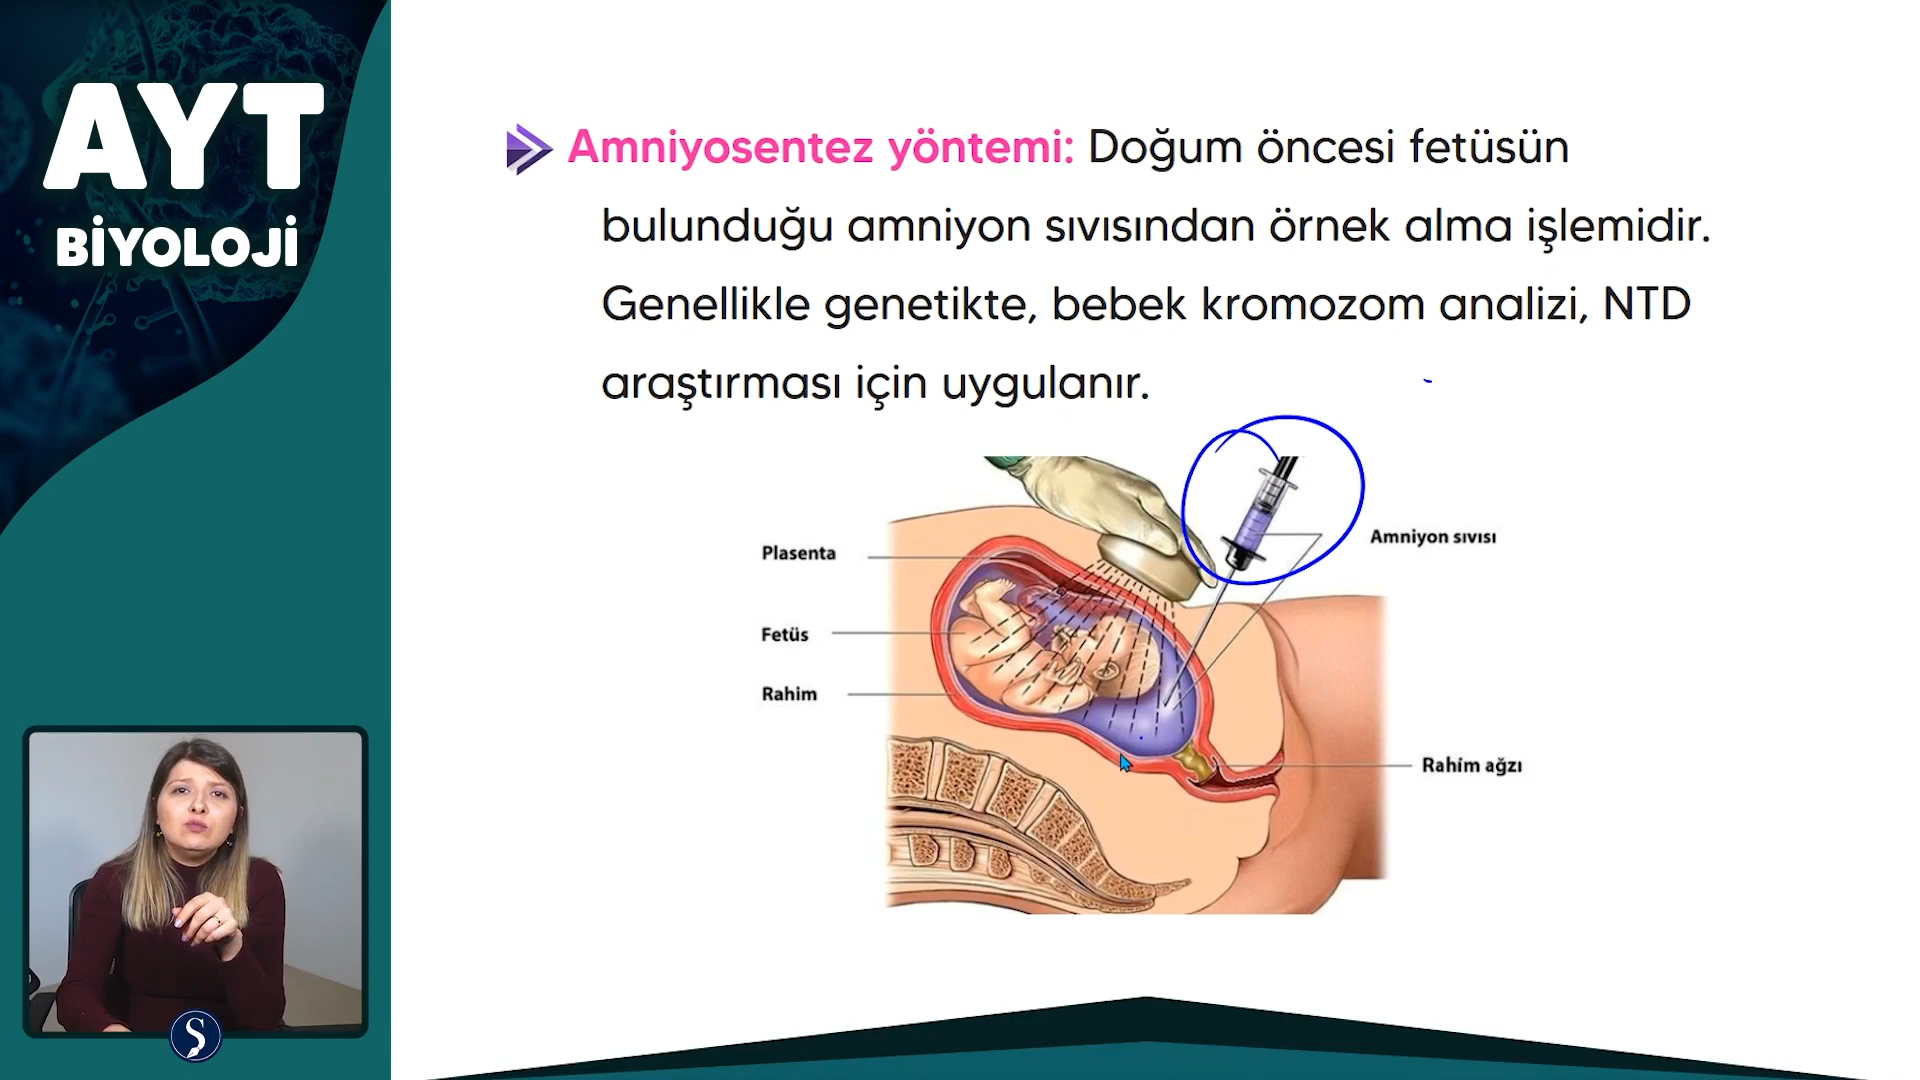 AYT
BİYOLOJİ
Amniyosentez yöntemi: Doğum öncesi fetüsün
bulunduğu amniyon sıvısından örnek alma işlemidir.
Genellikle genetikte, bebek kromozom analizi, NTD
araştırması için uygulanır.
Plasenta
Amniyon sıvısı
Fetüs
Rahim
Rahim ağzı
Ş